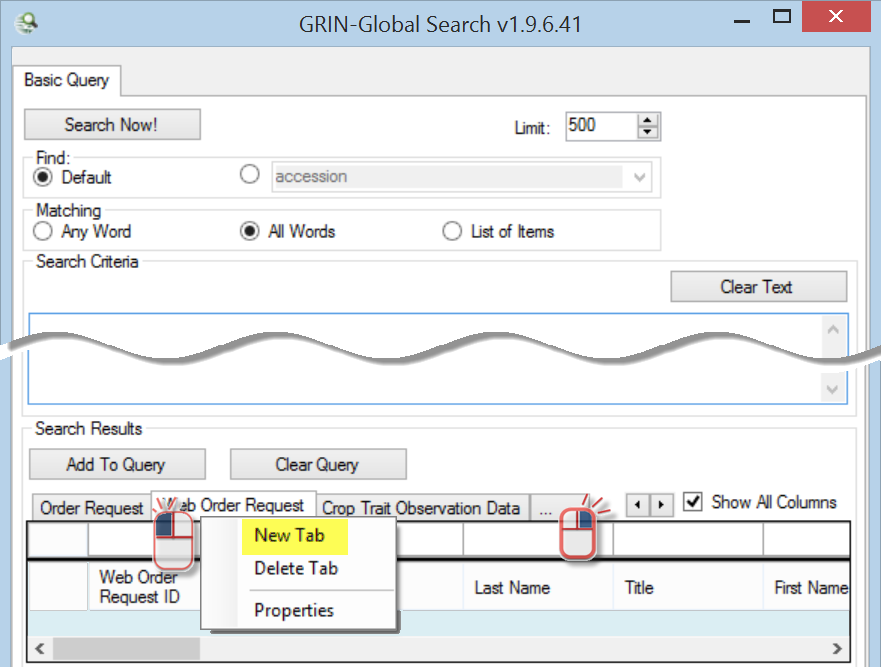 GRIN-Global Search v1.9.6.41
Basic Query
Search Now!
Limit: 500
Find:
Default
accession
Matching
Any Word
All Words
List of Items
Search Criteria
Clear Text
Search Results
Add To Query
Clear Query
Order Request
Order Request
Crop Trait Observation Data
...
Show All Columns
New Tab
Delete Tab
Properties
Web Order
Request ID
Last Name
Title
First Name